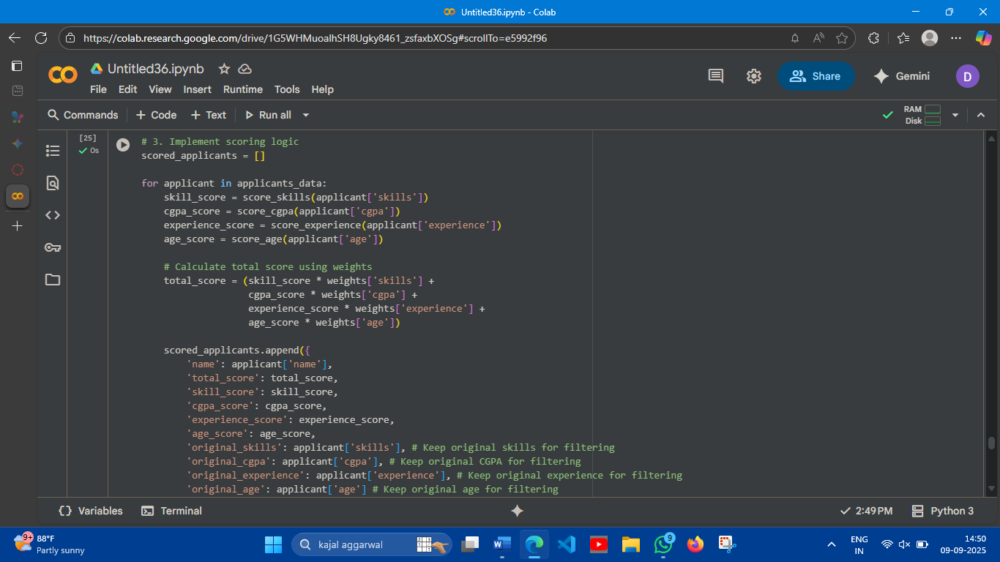 Untitled36.ipynb - Colab
https://colab.research.google.com/drive/1G5WHMuoaIhSH8Ugky8461_zsfaxbXOSg#scrollTo=e5992f96
Untitled36.ipynb
File Edit View Insert Runtime Tools Help
Share
Gemini
D
Commands + Code + Text Run all
RAM
Disk
[25]
0s
# 3. Implement scoring logic
scored_applicants = []
for applicant in applicants_data:
    skill_score = score_skills(applicant['skills'])
    cgpa_score = score_cgpa(applicant['cgpa'])
    experience_score = score_experience(applicant['experience'])
    age_score = score_age(applicant['age'])
    # Calculate total score using weights
    total_score = (skill_score * weights['skills'] +
                   cgpa_score * weights['cgpa'] +
                   experience_score * weights['experience'] +
                   age_score * weights['age'])
    scored_applicants.append({
        'name': applicant['name'],
        'total_score': total_score,
        'skill_score': skill_score,
        'cgpa_score': cgpa_score,
        'experience_score': experience_score,
        'age_score': age_score,
        'original_skills': applicant['skills'], # Keep original skills for filtering
        'original_cgpa': applicant['cgpa'], # Keep original CGPA for filtering
        'original_experience': applicant['experience'], # Keep original experience for filtering
        'original_age': applicant['age'] # Keep original age for filtering
{} Variables Terminal
2:49 PM Python 3
9+
88°F
Partly sunny
kajal aggarwal
9
ENG
IN
14:50
09-09-2025